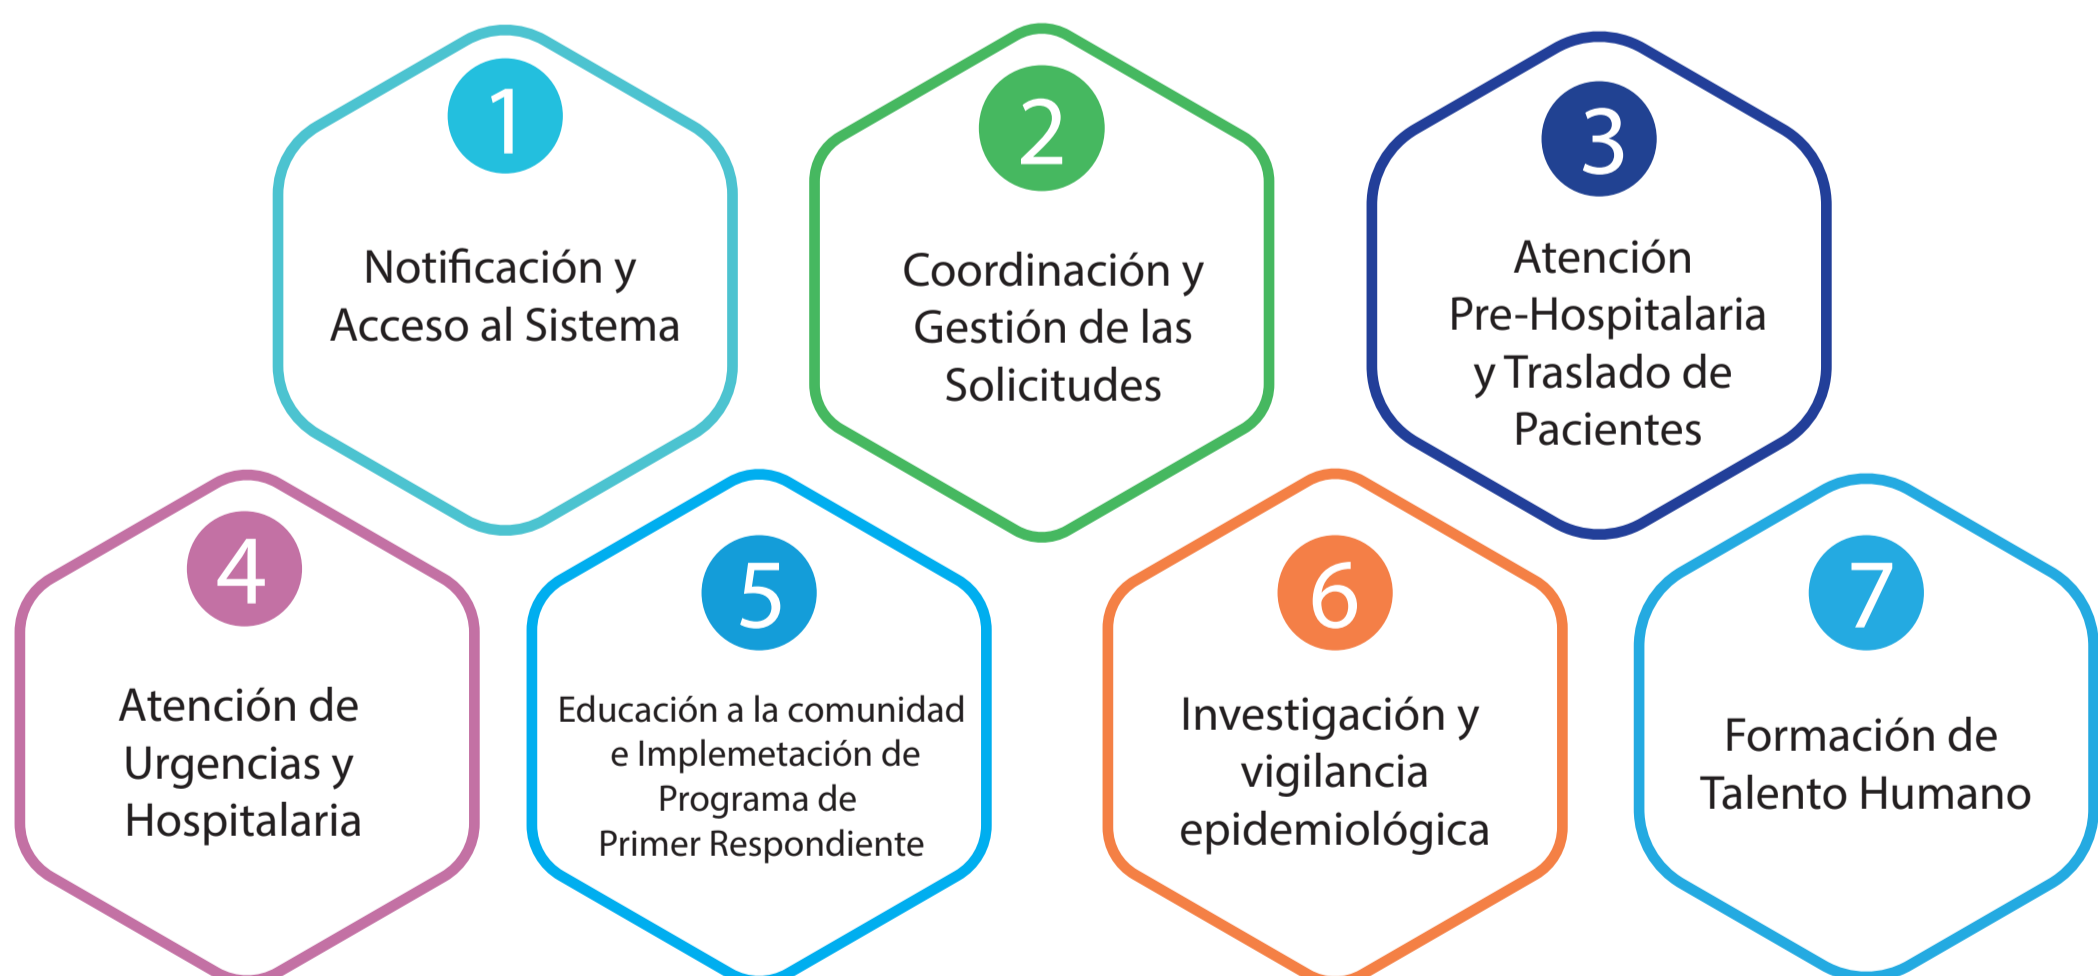 1
Notificación y
Acceso al Sistema
2
Coordinación y
Gestión de las
Solicitudes
3
Atención
Pre-Hospitalaria
y Traslado de
Pacientes
4
Atención de
Urgencias y
Hospitalaria
5
Educación a la comunidad
e Implemetación de
Programa de
Primer Respondiente
6
Investigación y
vigilancia
epidemiológica
7
Formación de
Talento Humano